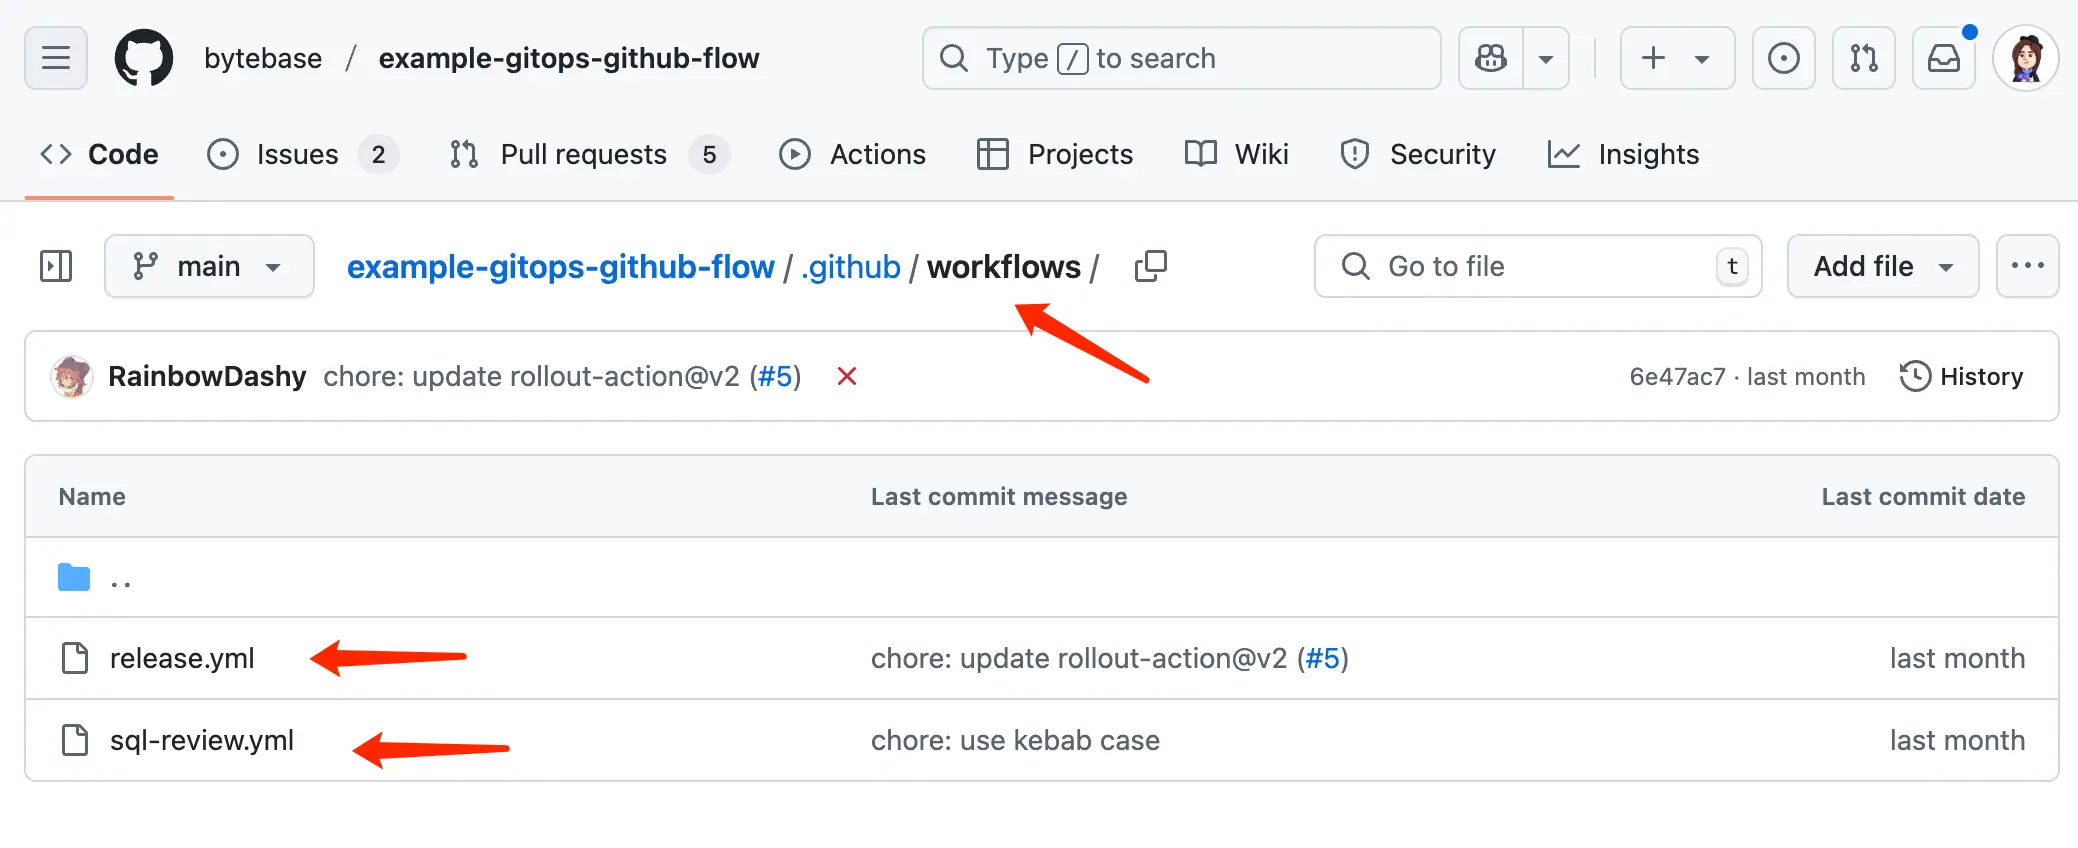 bytebase / example-gitops-github-flow Type / to search
Code Issues 2 Pull requests 5 Actions Projects Wiki Security Insights
main example-gitops-github-flow / .github / workflows / Go to file t Add file
RainbowDashy chore: update rollout-action@v2 (#5) 6e47ac7 · last month History
Name Last commit message Last commit date
..
release.yml chore: update rollout-action@v2 (#5) last month
sql-review.yml chore: use kebab case last month